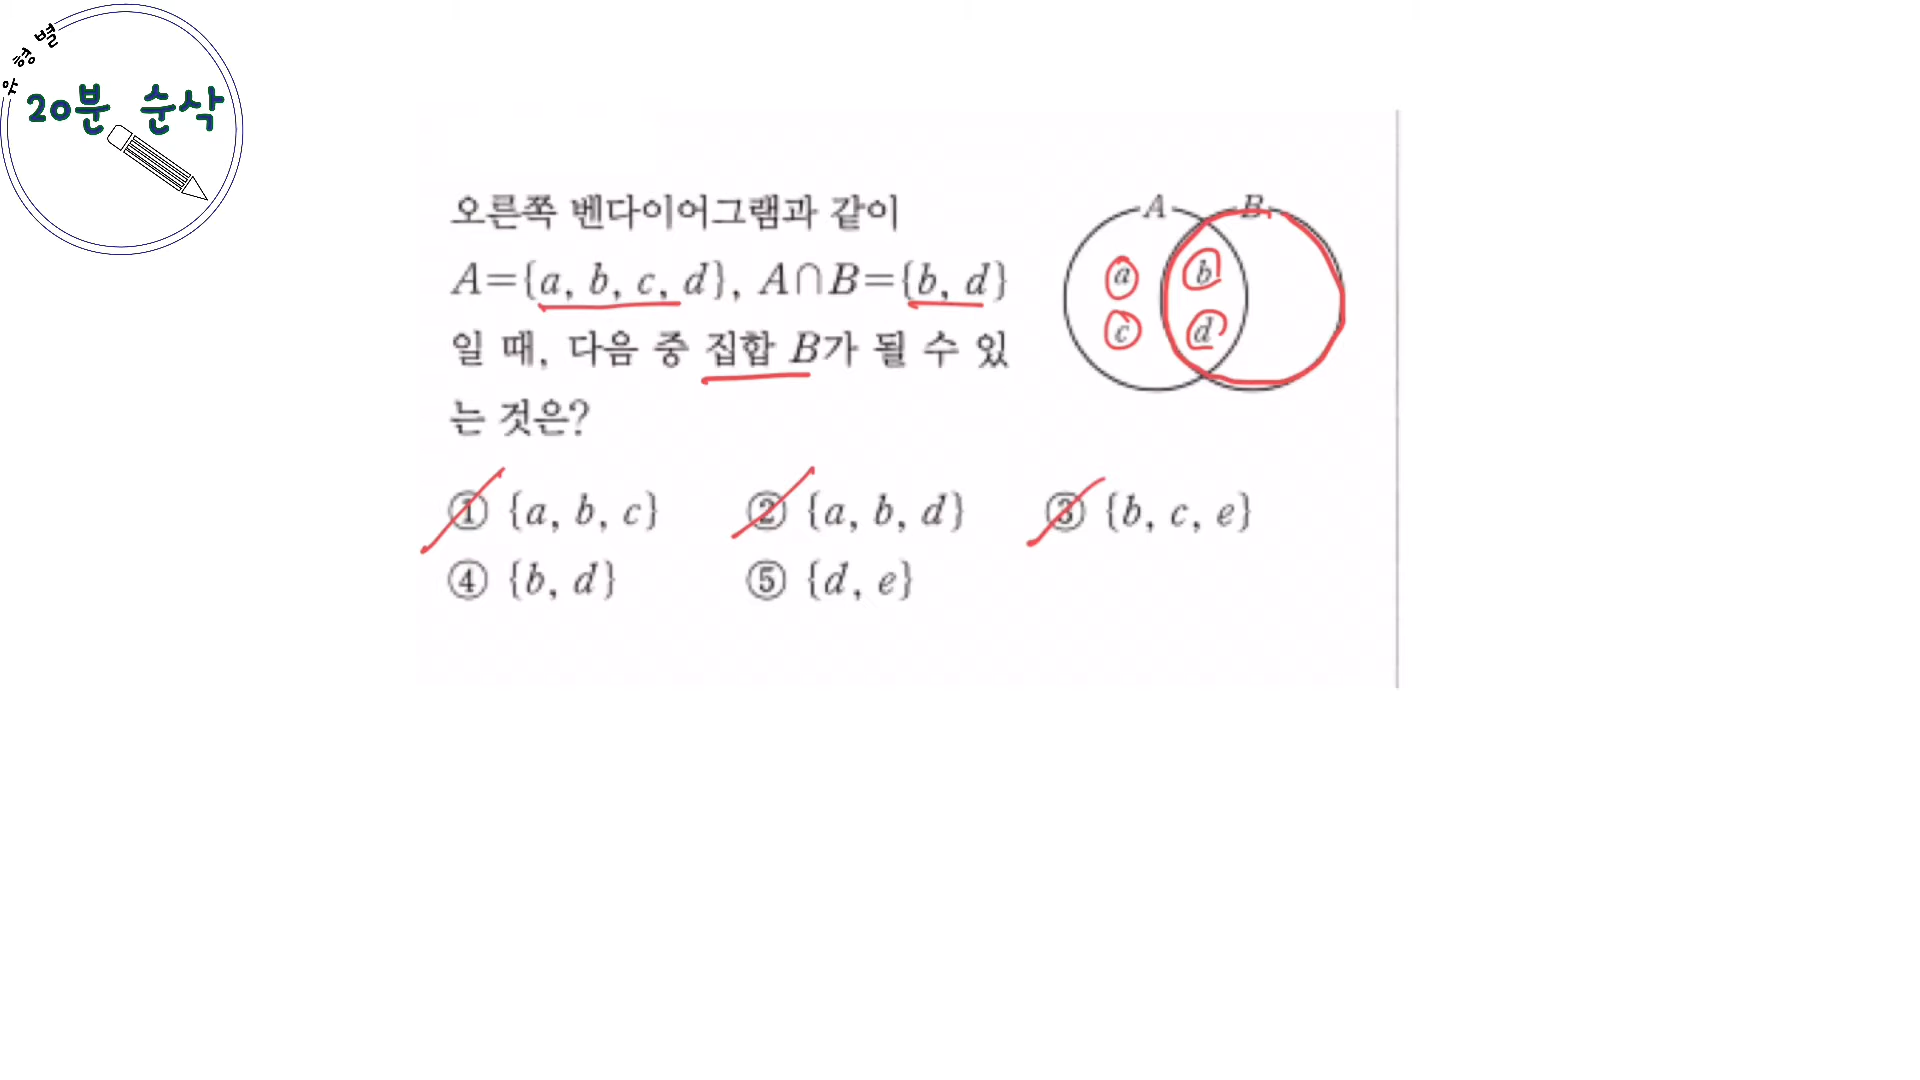 유형별
20분 순삭
오른쪽 벤다이어그램과 같이
A={a, b, c, d}, A∩B={b, d}
일 때, 다음 중 집합 B가 될 수 있
는 것은?
A B
a b
c d
① {a, b, c} ② {a, b, d} ③ {b, c, e}
④ {b, d} ⑤ {d, e}